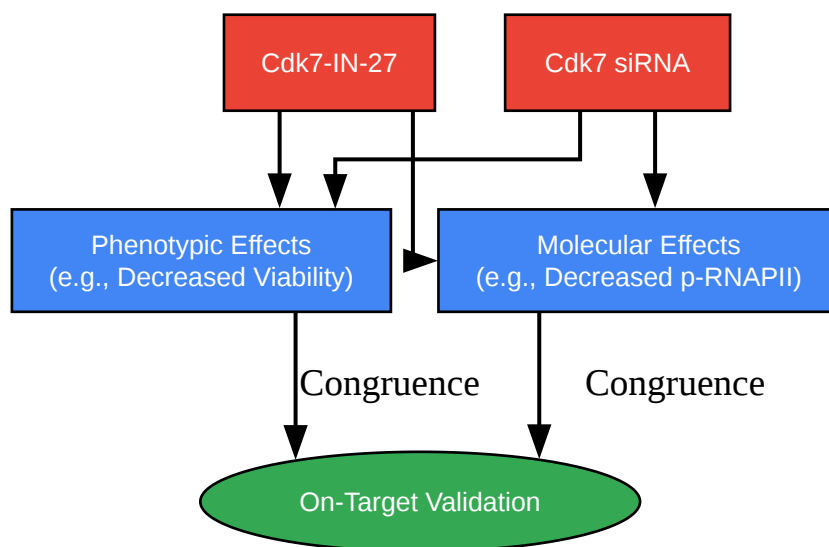 Cdk7-IN-27
Cdk7 siRNA
Phenotypic Effects
(e.g., Decreased Viability)
Molecular Effects
(e.g., Decreased p-RNAPII)
Congruence
Congruence
On-Target Validation